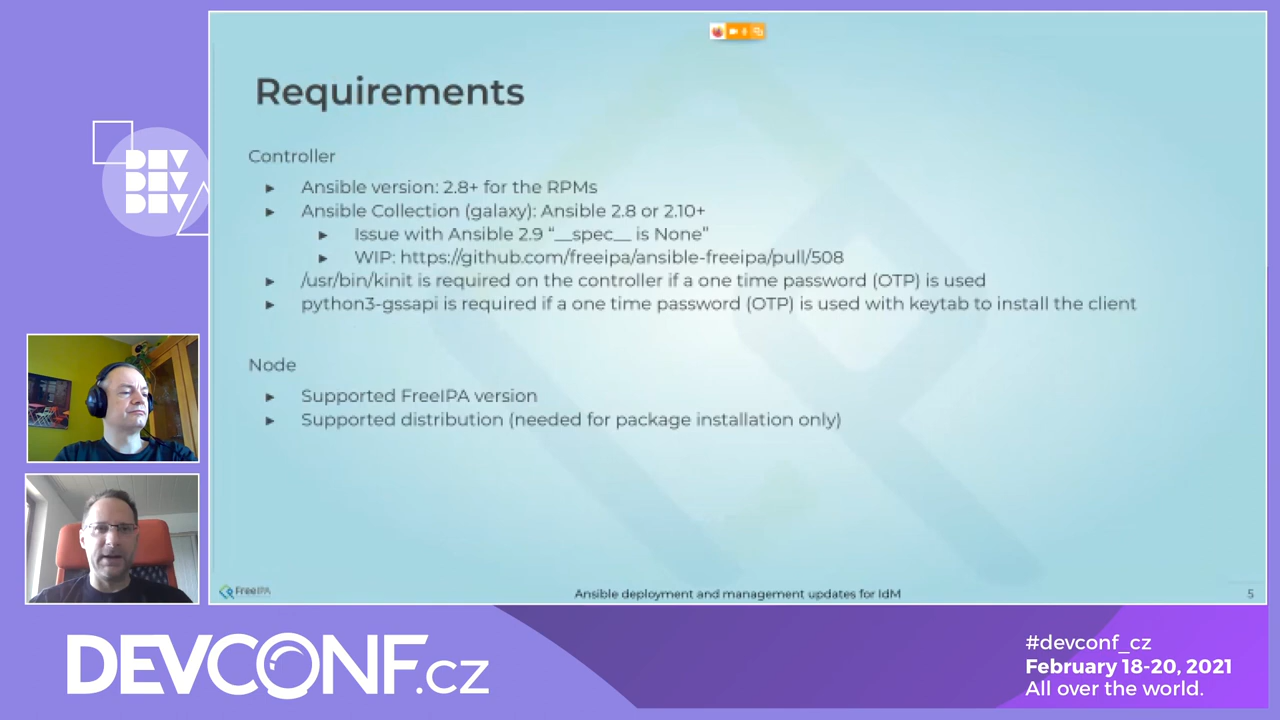 Requirements
Controller
► Ansible version: 2.8+ for the RPMs
► Ansible Collection (galaxy): Ansible 2.8 or 2.10+
► Issue with Ansible 2.9 “__spec__ is None”
► WIP: https://github.com/freeipa/ansible-freeipa/pull/508
► /usr/bin/kinit is required on the controller if a one time password (OTP) is used
► python3-gssapi is required if a one time password (OTP) is used with keytab to install the client
Node
► Supported FreeIPA version
► Supported distribution (needed for package installation only)
FreeIPA
Ansible deployment and management updates for IdM
5
DEV
DEV
DEV
DEVCONF.cz
#devconf_cz
February 18-20, 2021
All over the world.